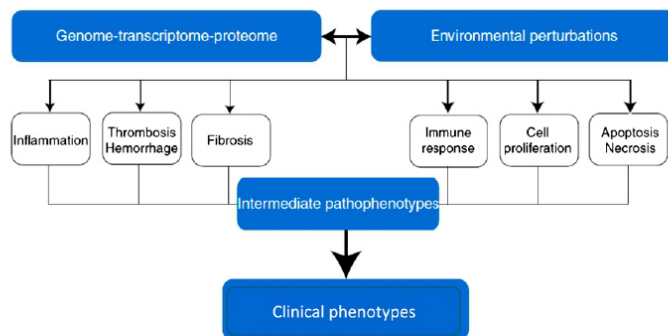 Genome-transcriptome-proteome
Environmental perturbations
Inflammation
Thrombosis
Hemorrhage
Fibrosis
Immune
response
Cell
proliferation
Apoptosis
Necrosis
Intermediate pathophenotypes
Clinical phenotypes